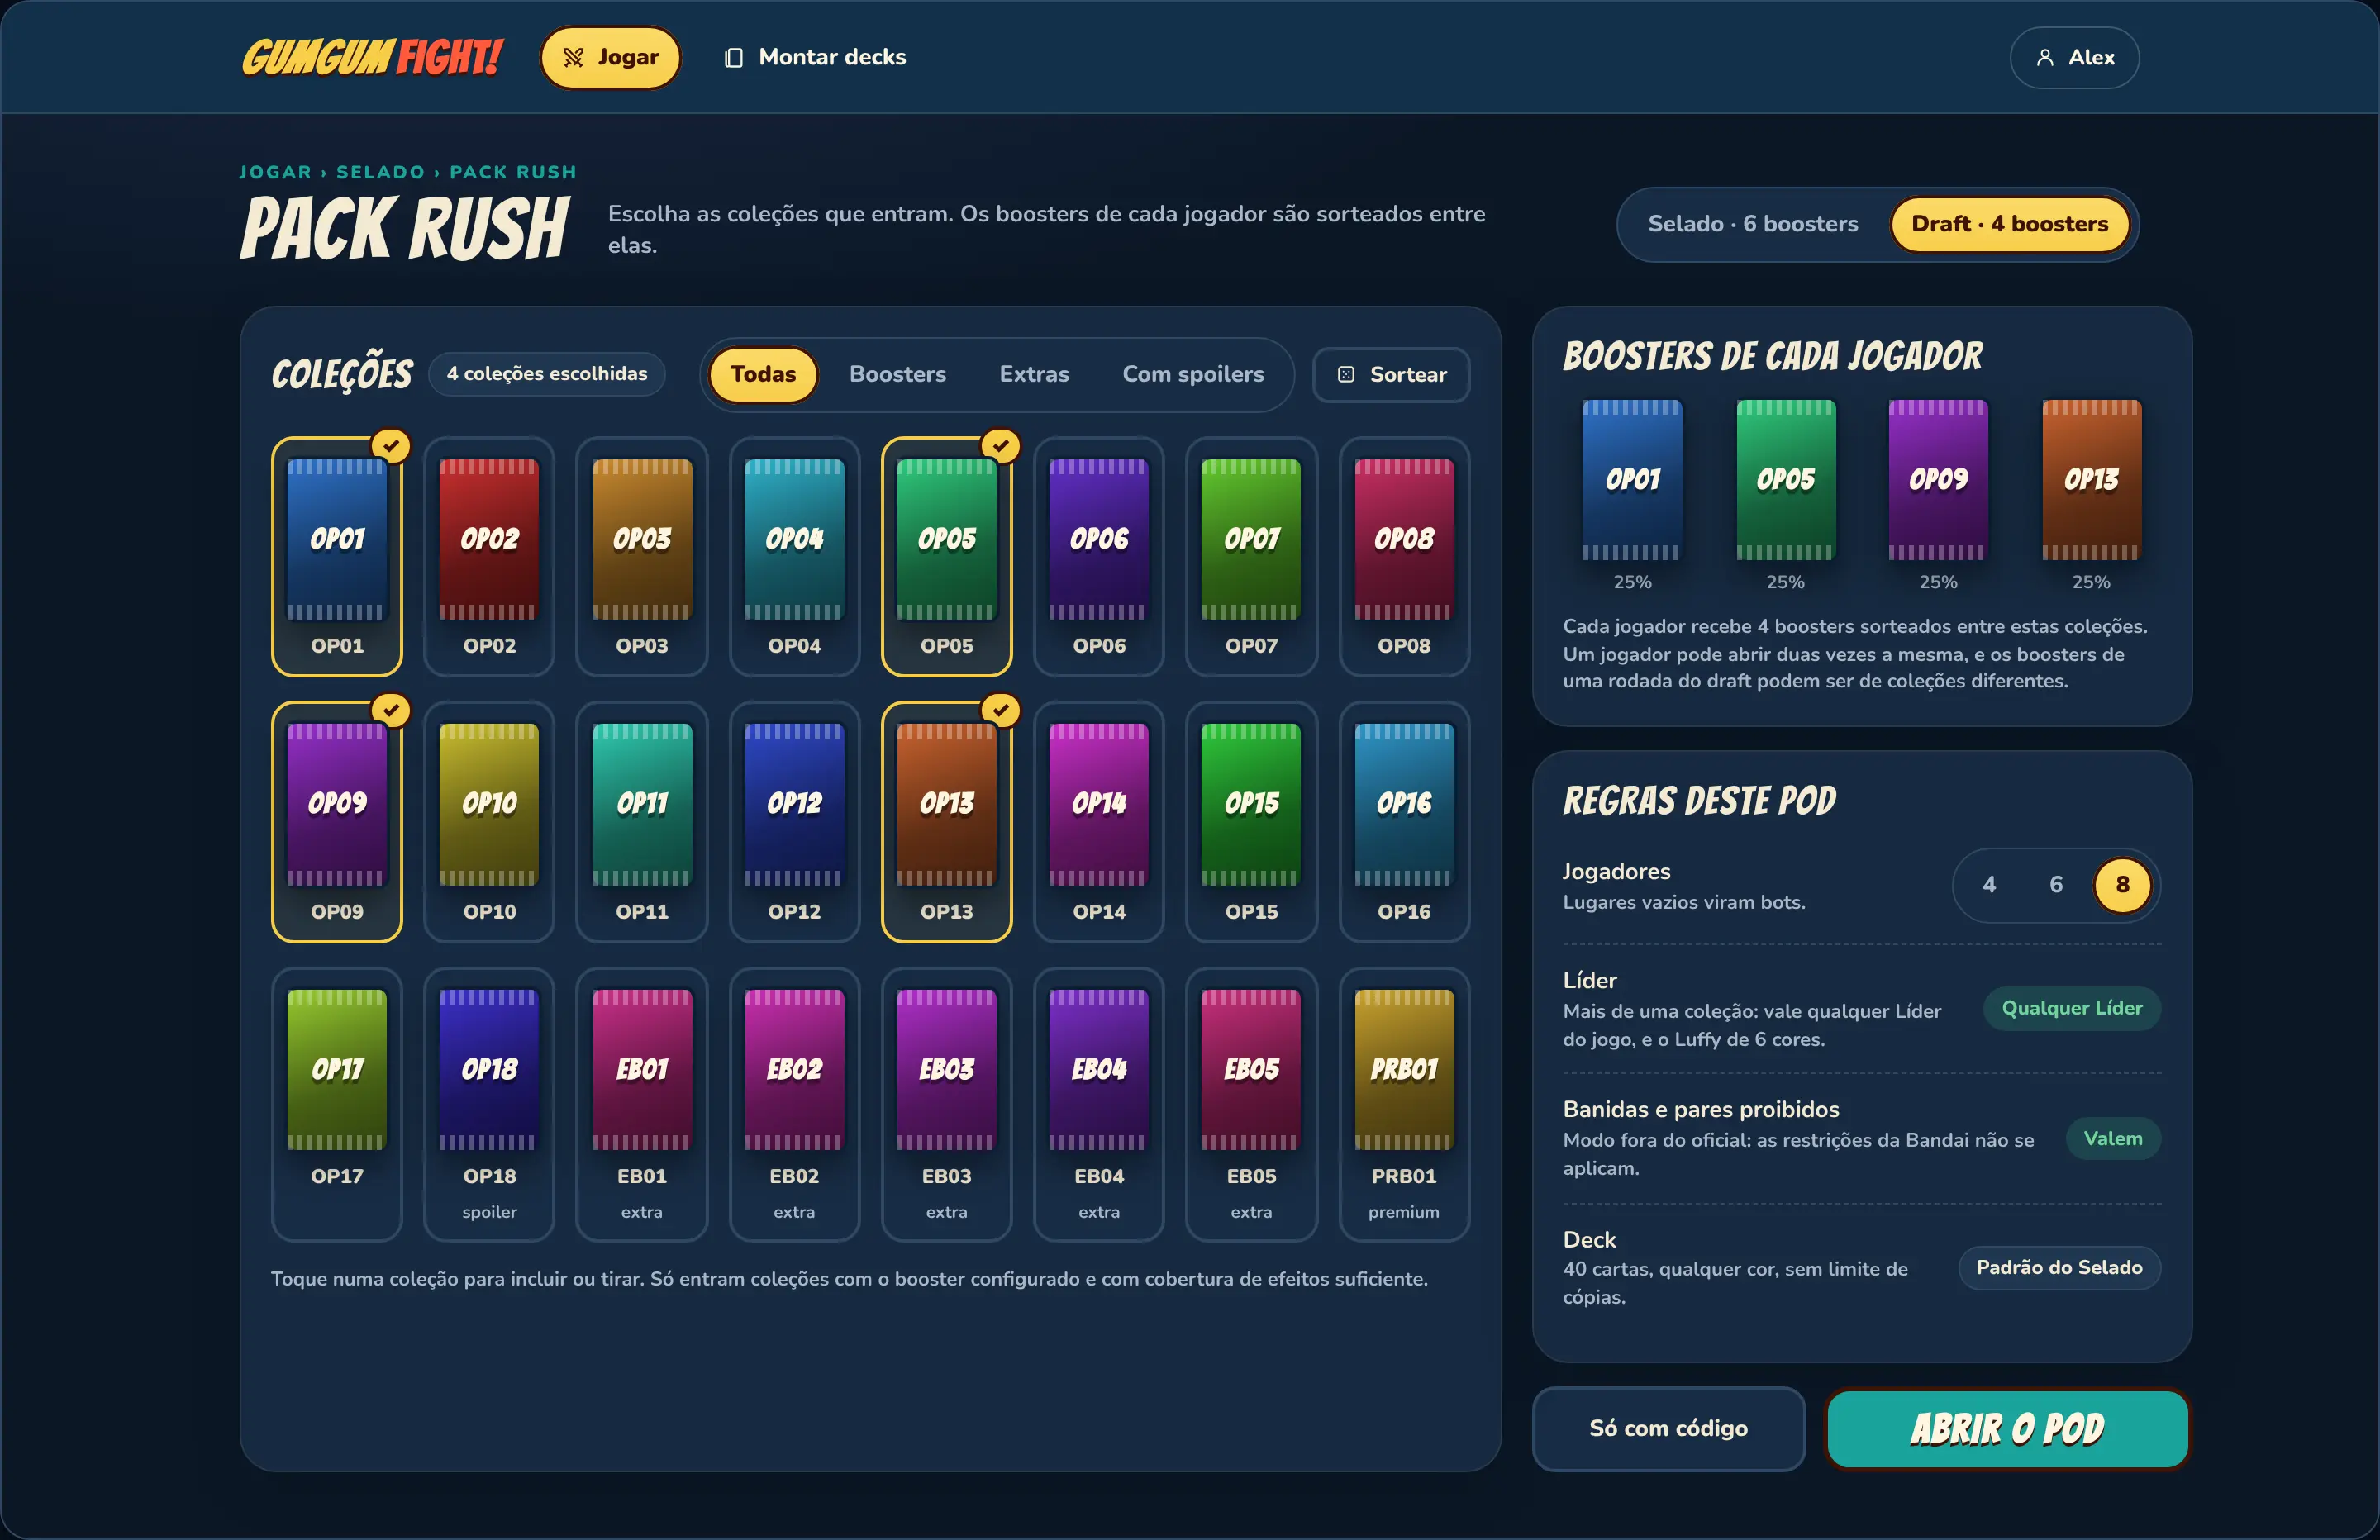 GUMGUM FIGHT!
Jogar
Montar decks
Alex
JOGAR › SELADO › PACK RUSH
PACK RUSH
Escolha as coleções que entram. Os boosters de cada jogador são sorteados entre
elas.
Selado · 6 boosters
Draft · 4 boosters
COLEÇÕES
4 coleções escolhidas
Todas
Boosters
Extras
Com spoilers
Sortear
OP01
OP02
OP03
OP04
OP05
OP06
OP07
OP08
OP01
OP02
OP03
OP04
OP05
OP06
OP07
OP08
OP09
OP10
OP11
OP12
OP13
OP14
OP15
OP16
OP09
OP10
OP11
OP12
OP13
OP14
OP15
OP16
OP17
OP18
EB01
EB02
EB03
EB04
EB05
PRB01
OP17
OP18
EB01
EB02
EB03
EB04
EB05
PRB01
spoiler
extra
extra
extra
extra
extra
premium
Toque numa coleção para incluir ou tirar. Só entram coleções com o booster configurado e com cobertura de efeitos suficiente.
BOOSTERS DE CADA JOGADOR
OP01
OP05
OP09
OP13
25%
25%
25%
25%
Cada jogador recebe 4 boosters sorteados entre estas coleções.
Um jogador pode abrir duas vezes a mesma, e os boosters de
uma rodada do draft podem ser de coleções diferentes.
REGRAS DESTE POD
Jogadores
Lugares vazios viram bots.
4
6
8
Líder
Mais de uma coleção: vale qualquer Líder
do jogo, e o Luffy de 6 cores.
Qualquer Líder
Banidas e pares proibidos
Modo fora do oficial: as restrições da Bandai não se
aplicam.
Valem
Deck
40 cartas, qualquer cor, sem limite de
cópias.
Padrão do Selado
Só com código
ABRIR O POD